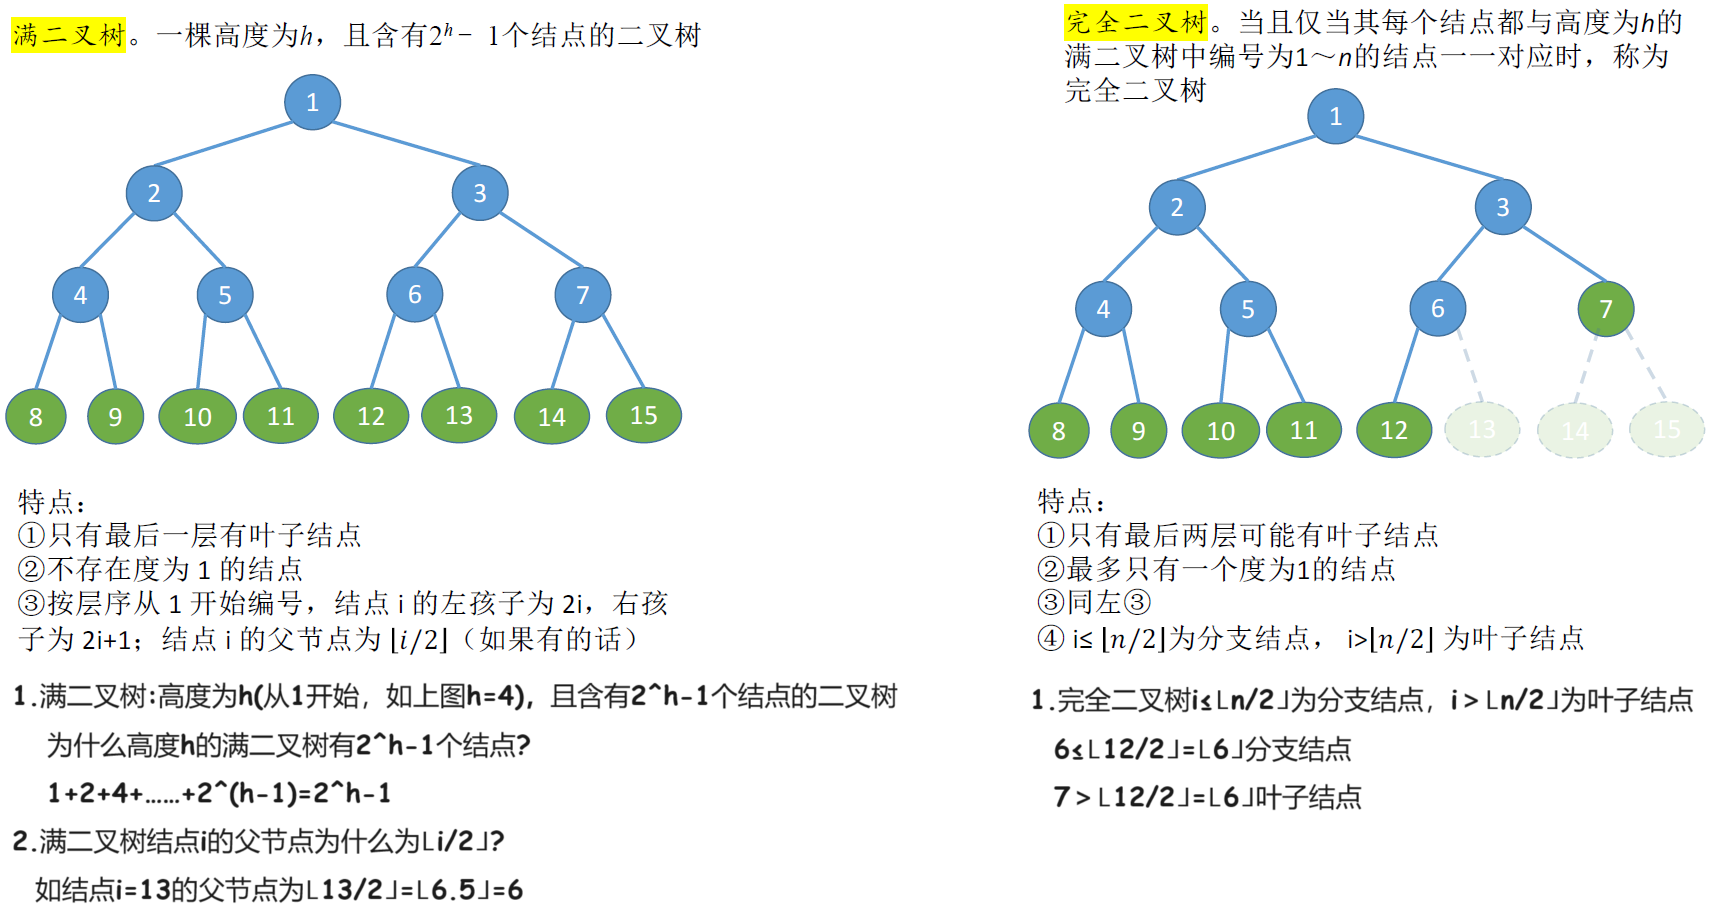 满二叉树。一棵高度为h，且含有2ʰ − 1个结点的二叉树
1
2
3
4
5
6
7
8
9
10
11
12
13
14
15
特点：
①只有最后一层有叶子结点
②不存在度为 1 的结点
③按层序从 1 开始编号，结点 i 的左孩子为 2i，右孩
子为 2i+1；结点 i 的父节点为 ⌊i/2⌋（如果有的话）
1.满二叉树:高度为h(从1开始，如上图h=4)，且含有2^h-1个结点的二叉树
为什么高度h的满二叉树有2^h-1个结点?
1+2+4+……+2^(h-1)=2^h-1
2.满二叉树结点i的父节点为什么为⌊i/2⌋?
如结点i=13的父节点为⌊13/2⌋=⌊6.5⌋=6
完全二叉树。当且仅当其每个结点都与高度为h的
满二叉树中编号为1～n的结点一一对应时，称为
完全二叉树
1
2
3
4
5
6
7
8
9
10
11
12
13
14
15
特点：
①只有最后两层可能有叶子结点
②最多只有一个度为1的结点
③同左③
④ i≤ ⌊n/2⌋为分支结点， i>⌊n/2⌋ 为叶子结点
1.完全二叉树i≤⌊n/2⌋为分支结点，i＞⌊n/2⌋为叶子结点
6≤⌊12/2⌋=⌊6⌋分支结点
7＞⌊12/2⌋=⌊6⌋叶子结点